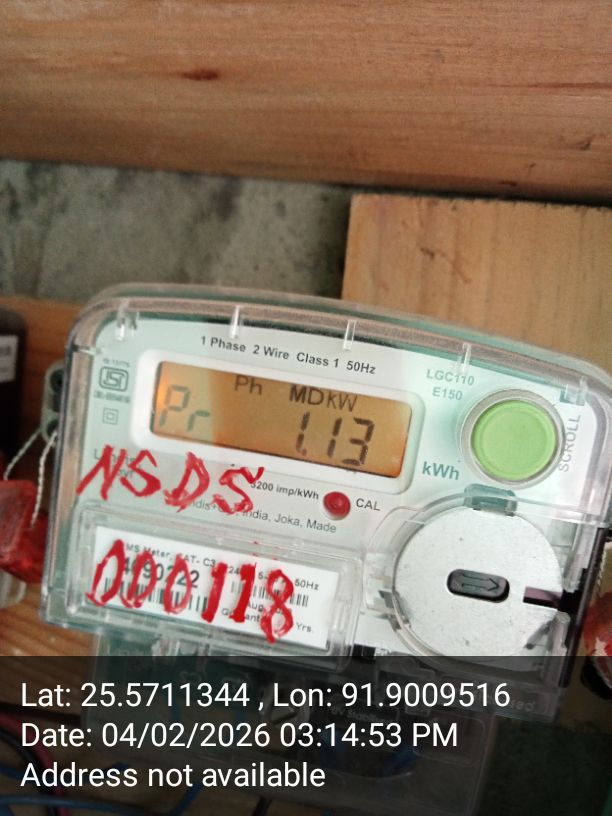 1 Phase 2 Wire Class 1 50Hz
LGC110
E150
Ph MD kW
Pr 1.13
SCROLL
kWh
NSDS
3200 imp/kWh
CAL
India, Joka, Made
000118
50Hz
Yrs.
Lat: 25.5711344 , Lon: 91.9009516
Date: 04/02/2026 03:14:53 PM
Address not available